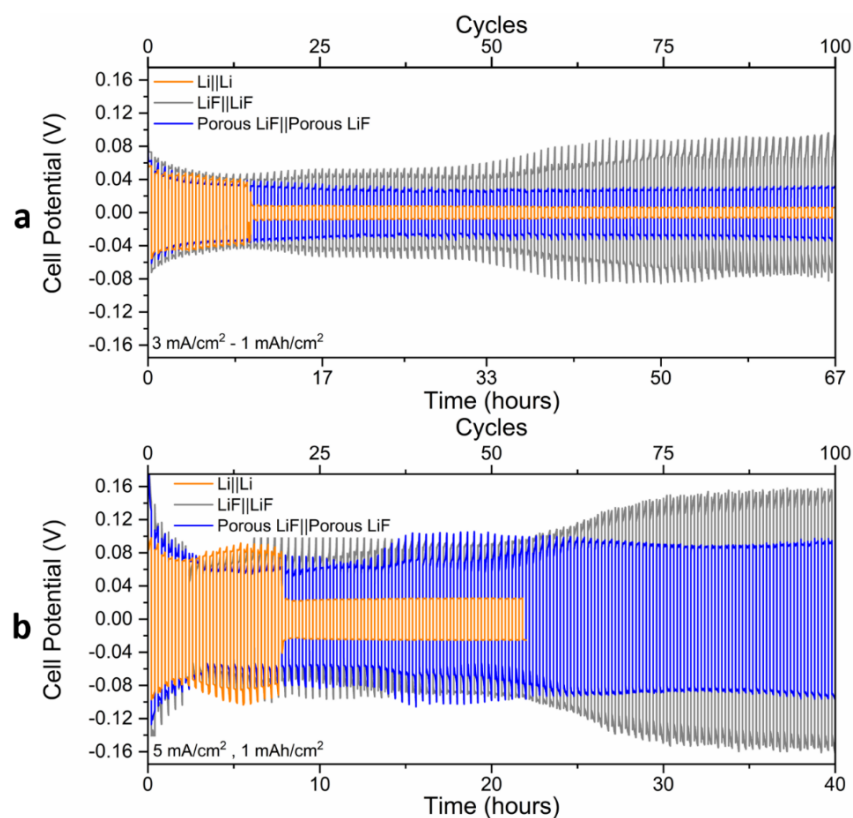 Cycles
0 25 50 75 100
Li||Li
LiF||LiF
Porous LiF||Porous LiF
0.16
0.12
0.08
0.04
0.00
-0.04
-0.08
-0.12
-0.16
Cell Potential (V)
a
3 mA/cm² - 1 mAh/cm²
0 17 33 50 67
Time (hours)
Cycles
0 25 50 75 100
Li||Li
LiF||LiF
Porous LiF||Porous LiF
0.16
0.12
0.08
0.04
0.00
-0.04
-0.08
-0.12
-0.16
Cell Potential (V)
b
5 mA/cm² , 1 mAh/cm²
0 10 20 30 40
Time (hours)